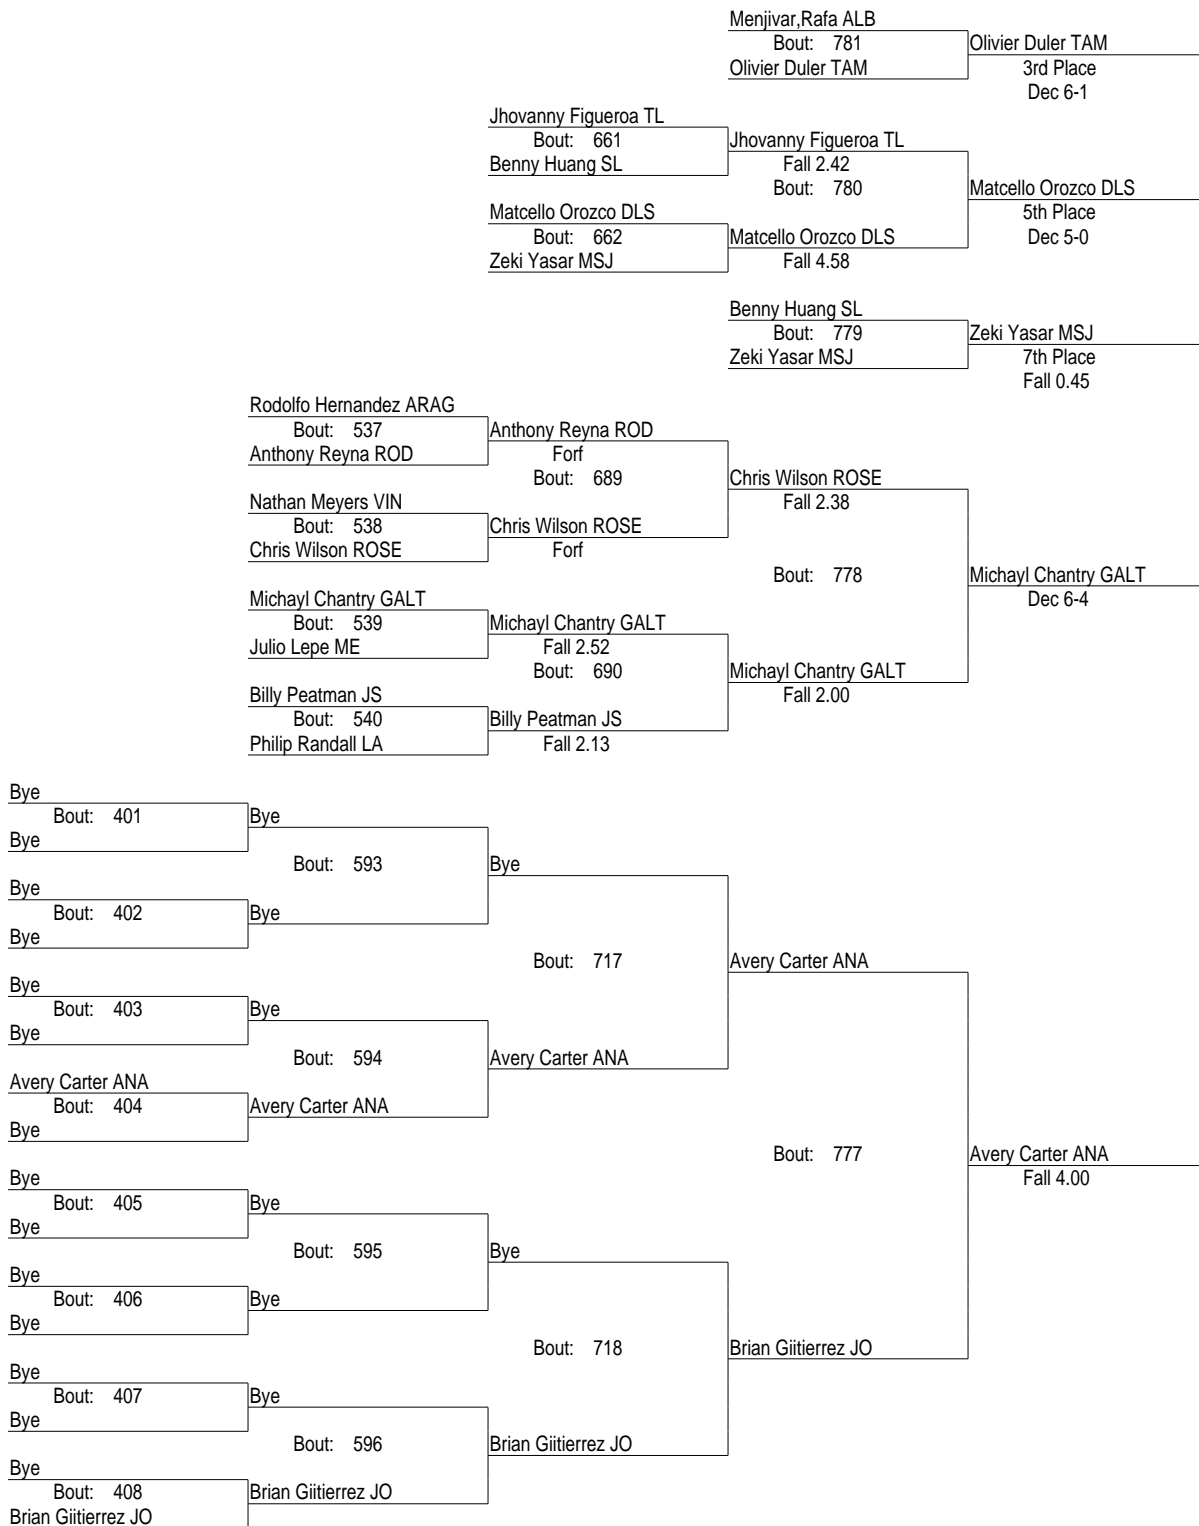 Menjivar,Rafa ALB
Bout: 781
Olivier Duler TAM
Olivier Duler TAM
3rd Place
Dec 6-1
Jhovanny Figueroa TL
Bout: 661
Benny Huang SL
Jhovanny Figueroa TL
Fall 2.42
Bout: 780
Matcello Orozco DLS
5th Place
Dec 5-0
Matcello Orozco DLS
Bout: 662
Zeki Yasar MSJ
Matcello Orozco DLS
Fall 4.58
Benny Huang SL
Bout: 779
Zeki Yasar MSJ
Zeki Yasar MSJ
7th Place
Fall 0.45
Rodolfo Hernandez ARAG
Bout: 537
Anthony Reyna ROD
Anthony Reyna ROD
Forf
Bout: 689
Chris Wilson ROSE
Fall 2.38
Nathan Meyers VIN
Bout: 538
Chris Wilson ROSE
Chris Wilson ROSE
Forf
Bout: 778
Michayl Chantry GALT
Dec 6-4
Michayl Chantry GALT
Bout: 539
Julio Lepe ME
Michayl Chantry GALT
Fall 2.52
Bout: 690
Michayl Chantry GALT
Fall 2.00
Billy Peatman JS
Bout: 540
Philip Randall LA
Billy Peatman JS
Fall 2.13
Bye
Bout: 401
Bye
Bye
Bout: 593
Bye
Bye
Bout: 402
Bye
Bye
Bout: 717
Avery Carter ANA
Bye
Bout: 403
Bye
Bye
Bout: 594
Avery Carter ANA
Avery Carter ANA
Bout: 404
Bye
Avery Carter ANA
Bout: 777
Avery Carter ANA
Fall 4.00
Bye
Bout: 405
Bye
Bye
Bout: 595
Bye
Bye
Bout: 406
Bye
Bye
Bout: 718
Brian Giitierrez JO
Bye
Bout: 407
Bye
Bye
Bout: 596
Brian Giitierrez JO
Bye
Bout: 408
Brian Giitierrez JO
Brian Giitierrez JO